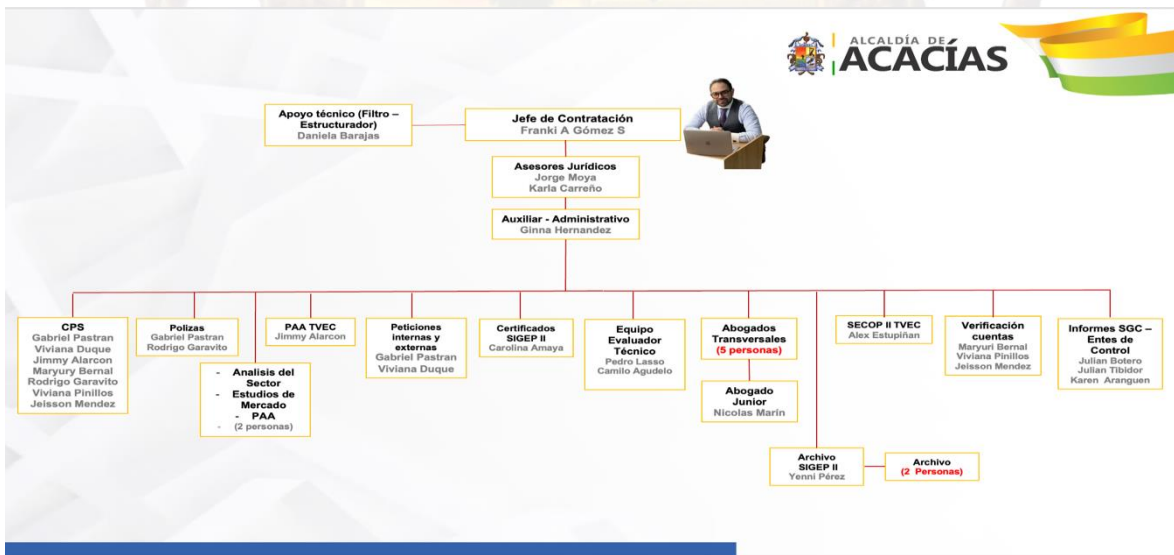 ALCALDÍA DE
ACACÍAS
Apoyo técnico (Filtro –
Estructurador)
Daniela Barajas
Jefe de Contratación
Franki A Gómez S
Asesores Jurídicos
Jorge Moya
Karla Carreño
Auxiliar - Administrativo
Ginna Hernandez
CPS
Gabriel Pastran
Viviana Duque
Jimmy Alarcon
Maryury Bernal
Rodrigo Garavito
Viviana Pinillos
Jeisson Mendez
Polizas
Gabriel Pastran
Rodrigo Garavito
- Analisis del
Sector
- Estudios de
Mercado
- PAA
- (2 personas)
PAA TVEC
Jimmy Alarcon
Peticiones
internas y
externas
Gabriel Pastran
Viviana Duque
Certificados
SIGEP II
Carolina Amaya
Equipo
Evaluador
Técnico
Pedro Lasso
Camilo Agudelo
Abogados
Transversales
(5 personas)
Abogado
Junior
Nicolas Marín
Archivo
SIGEP II
Yenni Pérez
Archivo
(2 Personas)
SECOP II TVEC
Alex Estupiñan
Verificación
cuentas
Maryuri Bernal
Viviana Pinillos
Jeisson Mendez
Informes SGC –
Entes de
Control
Julian Botero
Julian Tibidor
Karen Aranguen